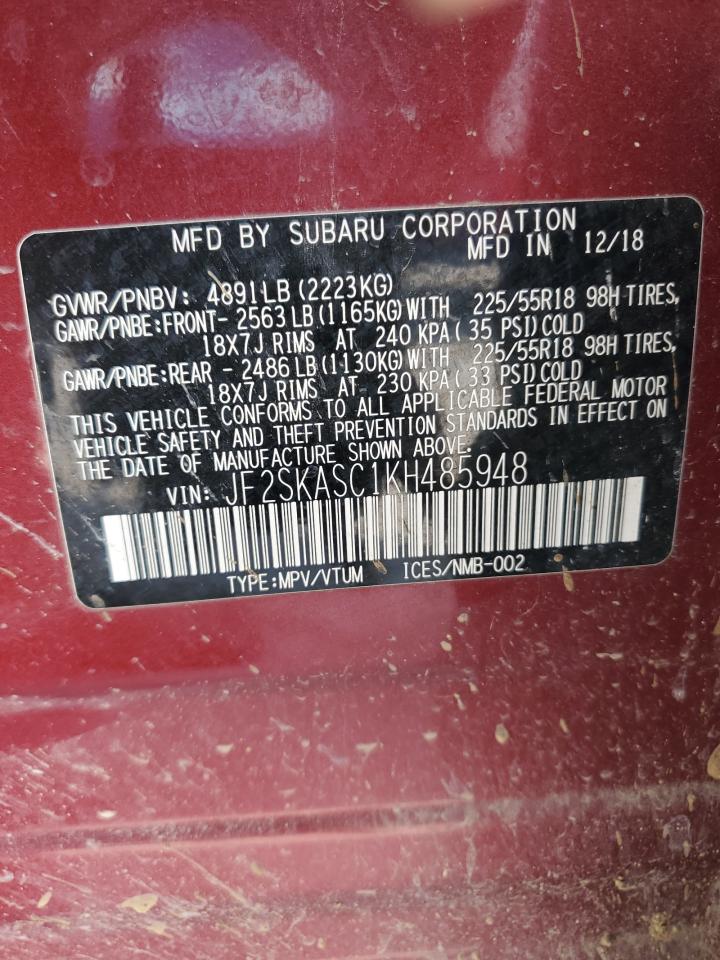 MFD BY SUBARU CORPORATION
MFD IN 12/18
GVWR/PNBV: 4891LB (2223KG)
GAWR/PNBE:FRONT- 2563 LB (1165KG) WITH 225/55R18 98H TIRES,
18X7J RIMS AT 240 KPA ( 35 PSI) COLD
GAWR/PNBE:REAR - 2486 LB (1130KG) WITH 225/55R18 98H TIRES,
18X7J RIMS AT 230 KPA ( 33 PSI) COLD
THIS VEHICLE CONFORMS TO ALL APPLICABLE FEDERAL MOTOR
VEHICLE SAFETY AND THEFT PREVENTION STANDARDS IN EFFECT ON
THE DATE OF MANUFACTURE SHOWN ABOVE.
VIN: JF2SKASC1KH485948
TYPE:MPV/VTUM ICES/NMB-002